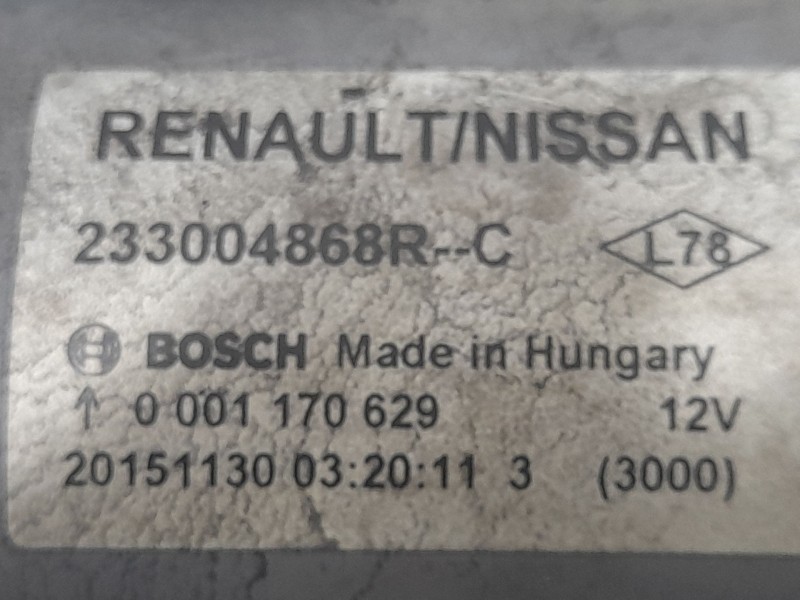 RENAULT/NISSAN
233004868R--C L78
BOSCH Made in Hungary
↑ 0 001 170 629 12V
20151130 03:20:11 3 (3000)